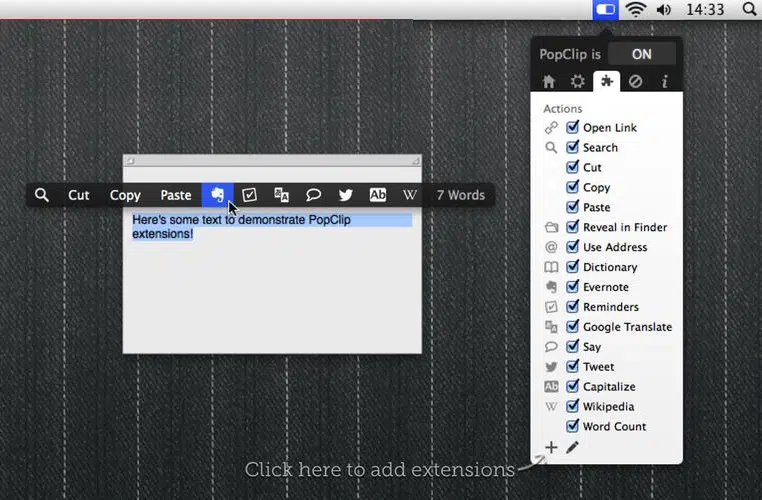 14:33
PopClip is ON
i
Actions
Open Link
Search
Cut
Copy
Paste
Reveal in Finder
@ Use Address
Dictionary
Evernote
Reminders
Google Translate
Say
Tweet
Ab Capitalize
W Wikipedia
Word Count
Cut Copy Paste Ab W 7 Words
Here's some text to demonstrate PopClip
extensions!
Click here to add extensions